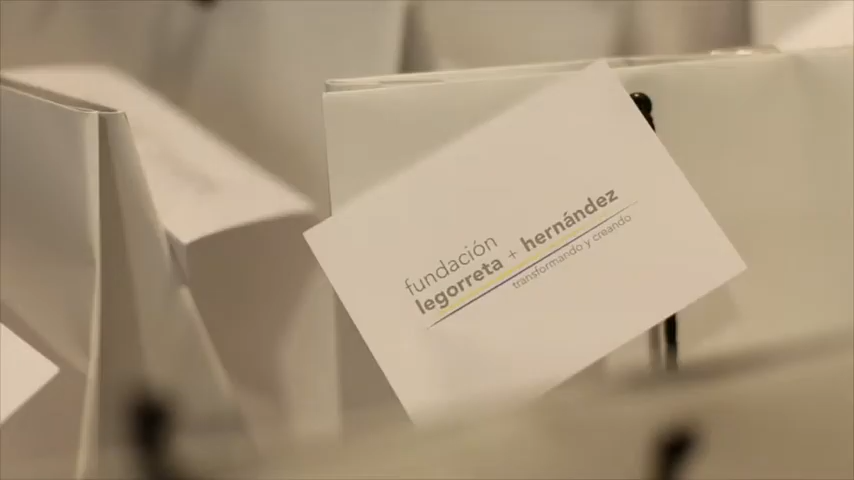 fundación
legorreta + hernández
transformando y creando